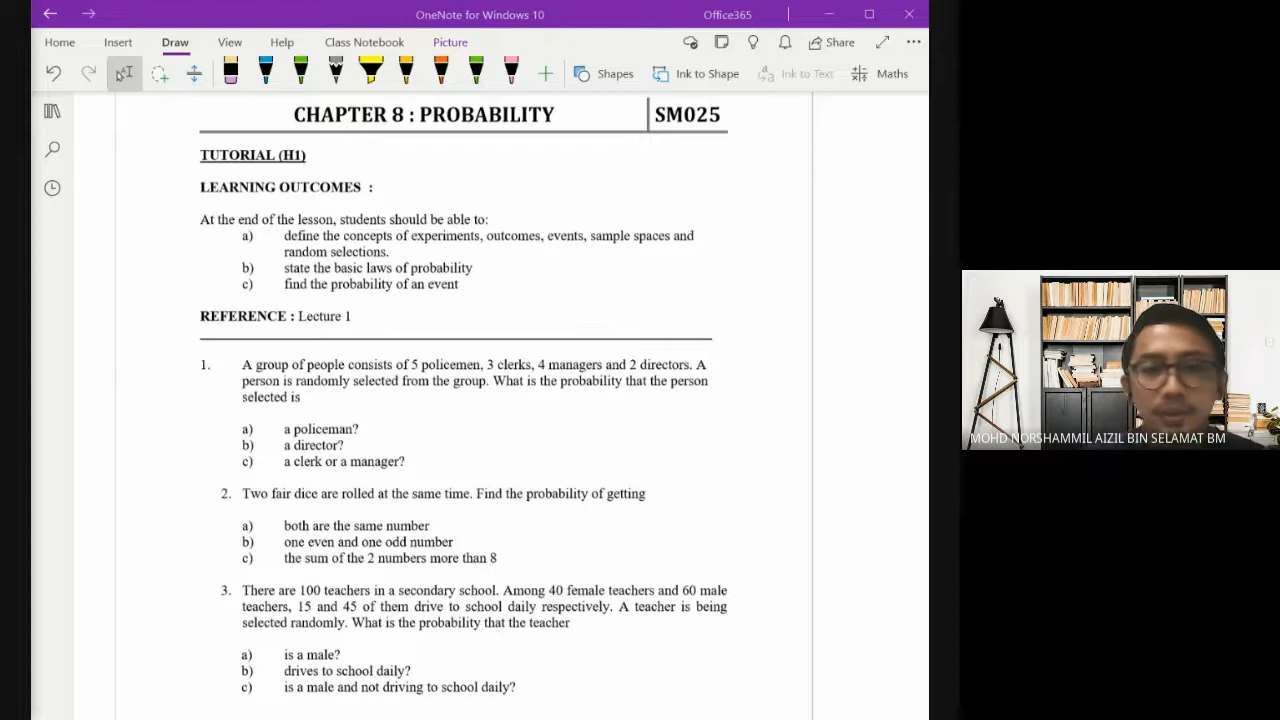 OneNote for Windows 10
Office365
Home Insert Draw View Help Class Notebook Picture Share
Shapes Ink to Shape Ink to Text Maths
CHAPTER 8 : PROBABILITY SM025
TUTORIAL (H1)
LEARNING OUTCOMES :
At the end of the lesson, students should be able to:
a) define the concepts of experiments, outcomes, events, sample spaces and
random selections.
b) state the basic laws of probability
c) find the probability of an event
REFERENCE : Lecture 1
1. A group of people consists of 5 policemen, 3 clerks, 4 managers and 2 directors. A
person is randomly selected from the group. What is the probability that the person
selected is
a) a policeman?
b) a director?
c) a clerk or a manager?
2. Two fair dice are rolled at the same time. Find the probability of getting
a) both are the same number
b) one even and one odd number
c) the sum of the 2 numbers more than 8
3. There are 100 teachers in a secondary school. Among 40 female teachers and 60 male
teachers, 15 and 45 of them drive to school daily respectively. A teacher is being
selected randomly. What is the probability that the teacher
a) is a male?
b) drives to school daily?
c) is a male and not driving to school daily?
MOHD NORSHAMMIL AIZIL BIN SELAMAT BM